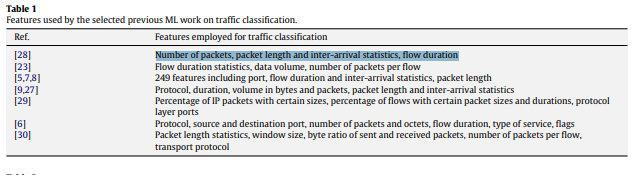 Table 1
Features used by the selected previous ML work on traffic classification.
Ref. Features employed for traffic classification
[28] Number of packets, packet length and inter-arrival statistics, flow duration
[23] Flow duration statistics, data volume, number of packets per flow
[5,7,8] 249 features including port, flow duration and inter-arrival statistics, packet length
[9,27] Protocol, duration, volume in bytes and packets, packet length and inter-arrival statistics
[29] Percentage of IP packets with certain sizes, percentage of flows with certain packet sizes and durations, protocol
layer ports
[6] Protocol, source and destination port, number of packets and octets, flow duration, type of service, flags
[30] Packet length statistics, window size, byte ratio of sent and received packets, number of packets per flow,
transport protocol